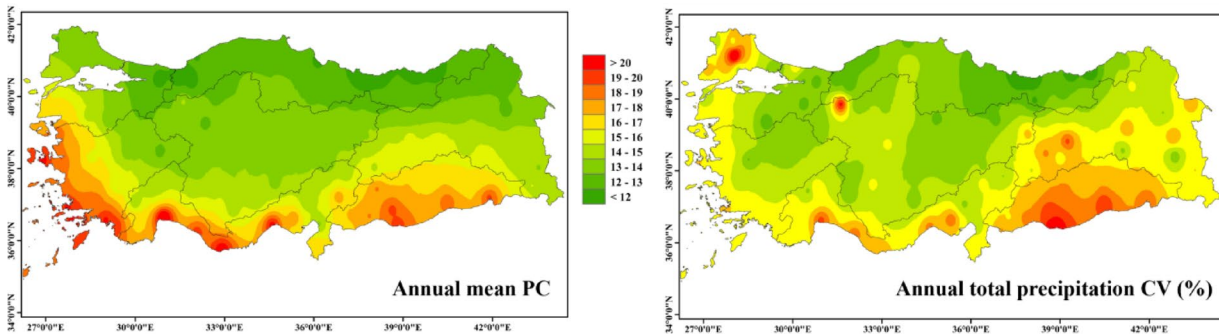 42°0'0"N
40°0'0"N
38°0'0"N
36°0'0"N
34°0'0"N
27°0'0"E
30°0'0"E
33°0'0"E
36°0'0"E
39°0'0"E
42°0'0"E
Annual mean PC
> 20
19 - 20
18 - 19
17 - 18
16 - 17
15 - 16
14 - 15
13 - 14
12 - 13
< 12
42°0'0"N
40°0'0"N
38°0'0"N
36°0'0"N
34°0'0"N
27°0'0"E
30°0'0"E
33°0'0"E
36°0'0"E
39°0'0"E
42°0'0"E
Annual total precipitation CV (%)